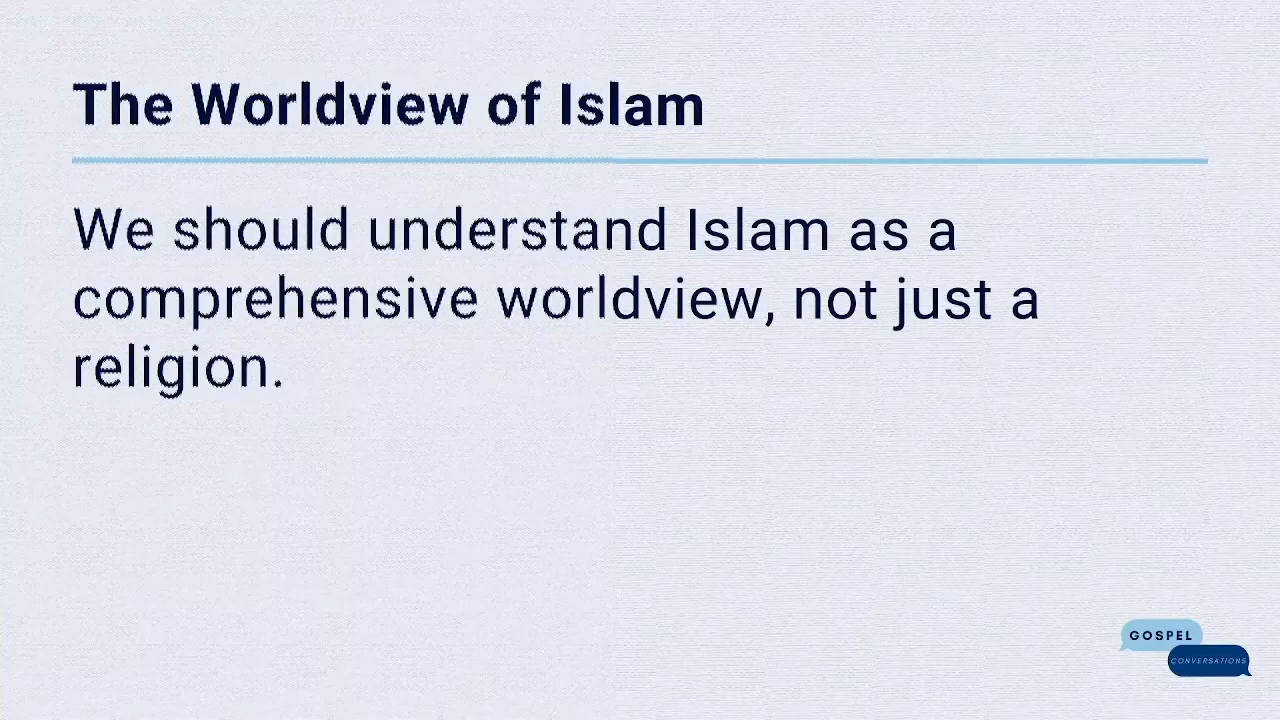 The Worldview of Islam
We should understand Islam as a
comprehensive worldview, not just a
religion.
GOSPEL
CONVERSATIONS